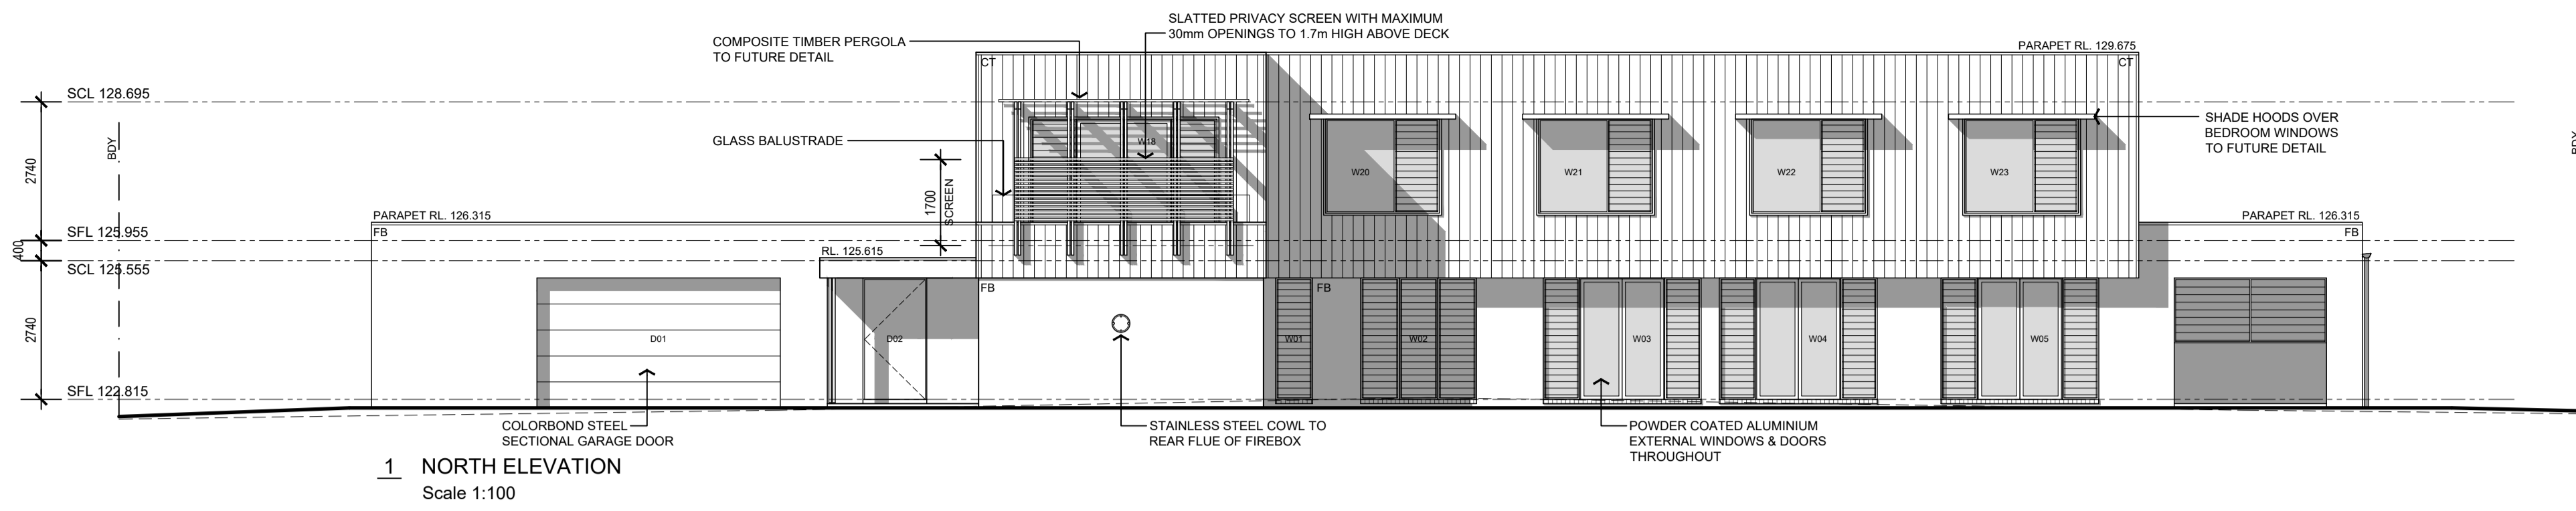 SLATTED PRIVACY SCREEN WITH MAXIMUM
30mm OPENINGS TO 1.7m HIGH ABOVE DECK
COMPOSITE TIMBER PERGOLA
TO FUTURE DETAIL
PARAPET RL. 129.675
CT
CT
SCL 128.695
BDY
BDY
GLASS BALUSTRADE
W18
SHADE HOODS OVER
BEDROOM WINDOWS
TO FUTURE DETAIL
2740
W20
W21
W22
W23
1700
SCREEN
PARAPET RL. 126.315
FB
PARAPET RL. 126.315
FB
SFL 125.955
400
RL. 125.615
SCL 125.555
FB
FB
2740
D01
D02
W01
W02
W03
W04
W05
SFL 122.815
COLORBOND STEEL
SECTIONAL GARAGE DOOR
STAINLESS STEEL COWL TO
REAR FLUE OF FIREBOX
POWDER COATED ALUMINIUM
EXTERNAL WINDOWS & DOORS
THROUGHOUT
1 NORTH ELEVATION
Scale 1:100